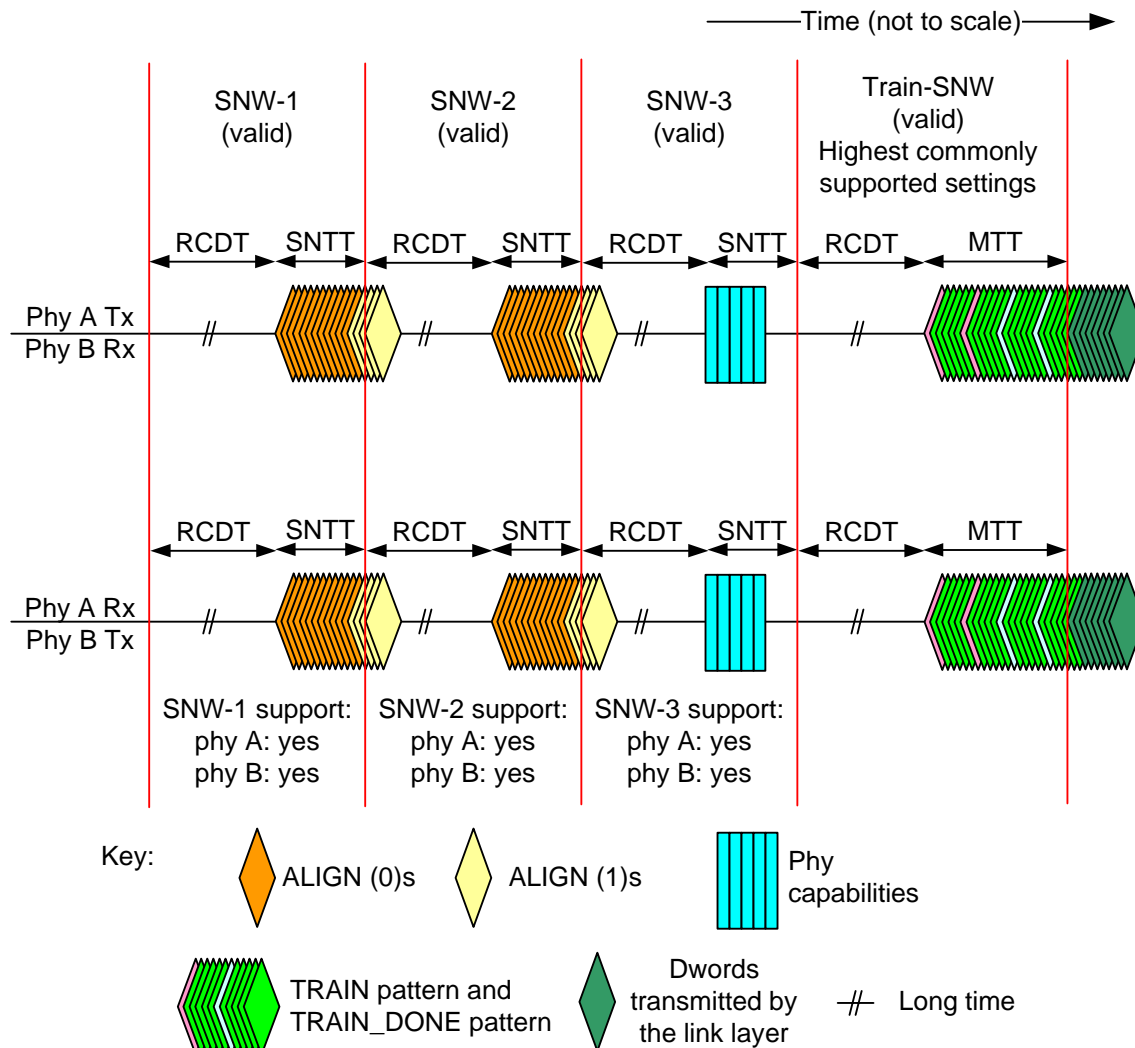 Time (not to scale)
SNW-1
(valid)
SNW-2
(valid)
SNW-3
(valid)
Train-SNW
(valid)
Highest commonly
supported settings
RCDT SNTT RCDT SNTT RCDT SNTT RCDT MTT
Phy A Tx
Phy B Rx
RCDT SNTT RCDT SNTT RCDT SNTT RCDT MTT
Phy A Rx
Phy B Tx
SNW-1 support:
phy A: yes
phy B: yes
SNW-2 support:
phy A: yes
phy B: yes
SNW-3 support:
phy A: yes
phy B: yes
Key:
ALIGN (0)s
ALIGN (1)s
Phy
capabilities
TRAIN pattern and
TRAIN_DONE pattern
Dwords
transmitted by
the link layer
Long time